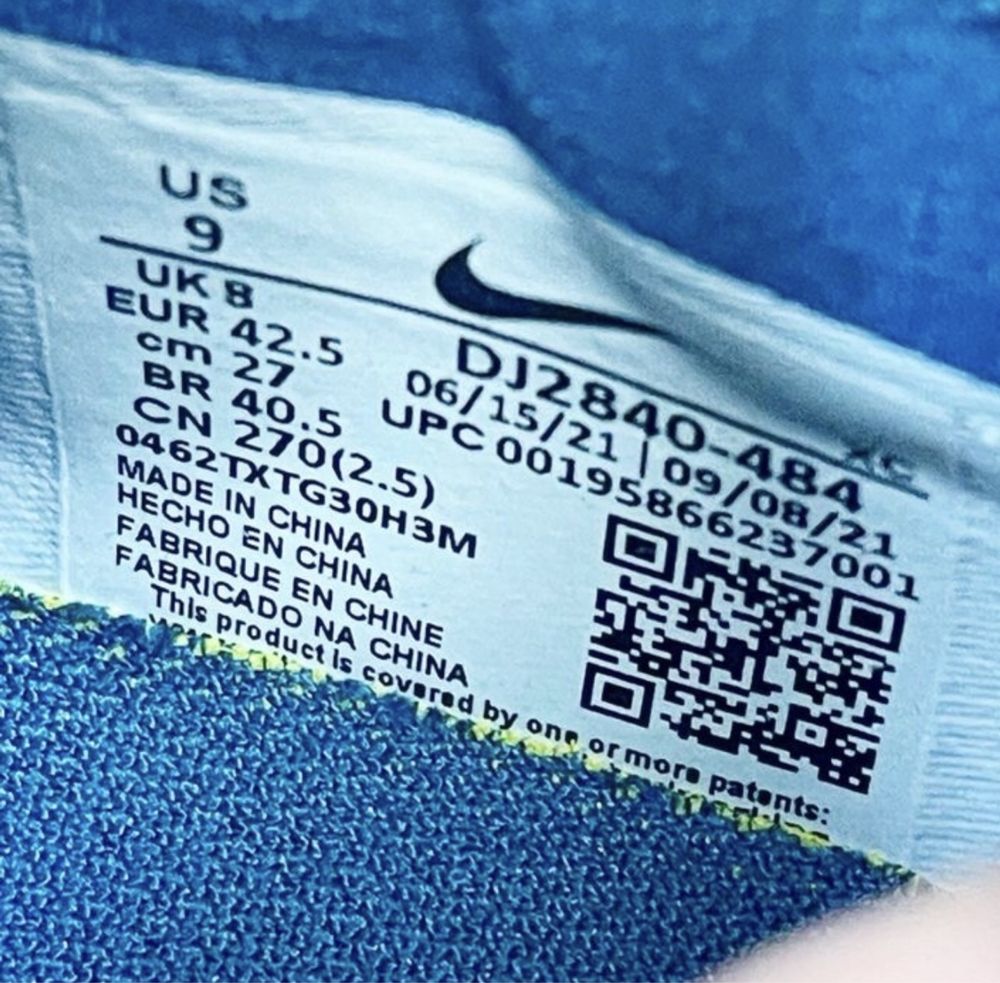 US
9
UK 8
EUR 42.5
cm 27
BR 40.5
CN 270(2.5)
0462TXTG30H3M
MADE IN CHINA
HECHO EN CHINA
FABRIQUE EN CHINE
FABRICADO NA CHINA
This product is covered by one or more patents:
XC
DJ2840-484
06/15/21 | 09/08/21
UPC 00195866237001